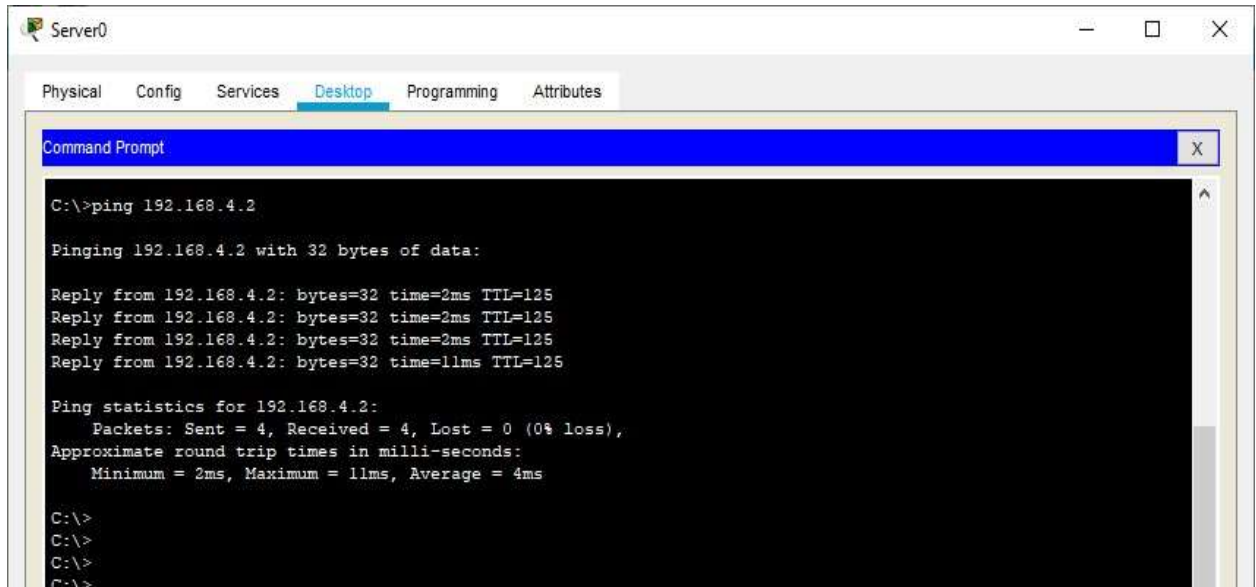 Server0
Physical Config Services Desktop Programming Attributes
Command Prompt X
C:\>ping 192.168.4.2
Pinging 192.168.4.2 with 32 bytes of data:
Reply from 192.168.4.2: bytes=32 time=2ms TTL=125
Reply from 192.168.4.2: bytes=32 time=2ms TTL=125
Reply from 192.168.4.2: bytes=32 time=2ms TTL=125
Reply from 192.168.4.2: bytes=32 time=11ms TTL=125
Ping statistics for 192.168.4.2:
Packets: Sent = 4, Received = 4, Lost = 0 (0% loss),
Approximate round trip times in milli-seconds:
Minimum = 2ms, Maximum = 11ms, Average = 4ms
C:\>
C:\>
C:\>
C:\>